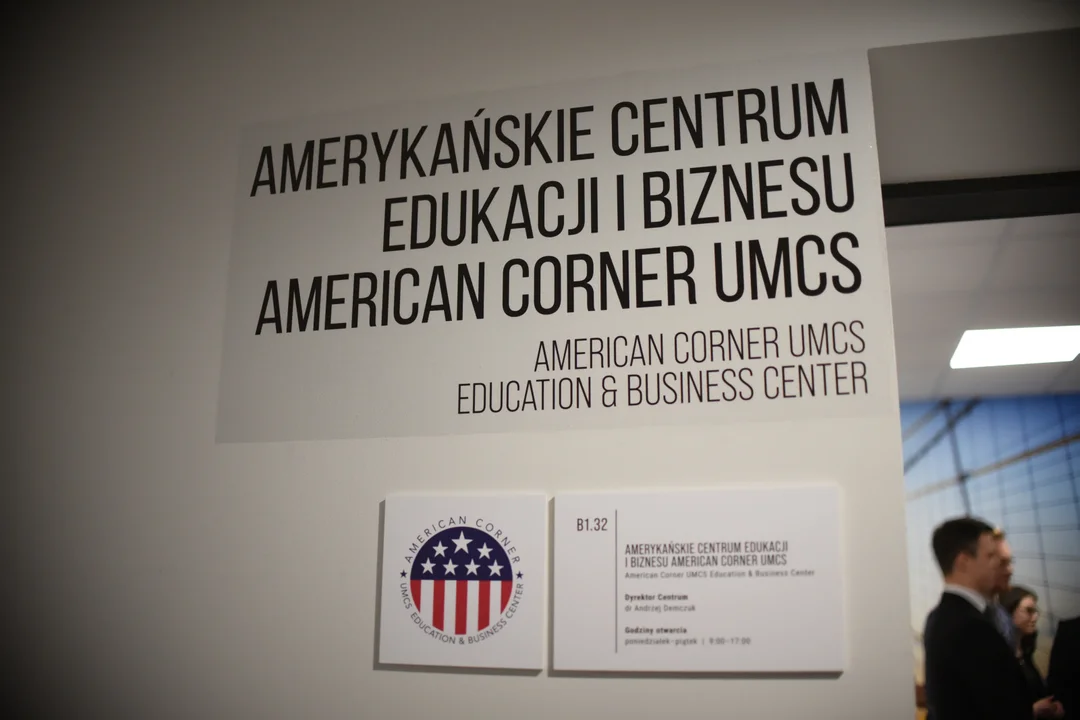 AMERYKAŃSKIE CENTRUM
EDUKACJI I BIZNESU
AMERICAN CORNER UMCS
AMERICAN CORNER UMCS
EDUCATION & BUSINESS CENTER
AMERICAN CORNER
UMCS EDUCATION & BUSINESS CENTER
B1.32
AMERYKAŃSKIE CENTRUM EDUKACJI
I BIZNESU AMERICAN CORNER UMCS
American Corner UMCS Education & Business Center
Dyrektor Centrum
dr Andrzej Demczuk
Godziny otwarcia
poniedziałek-piątek | 9:00-17:00